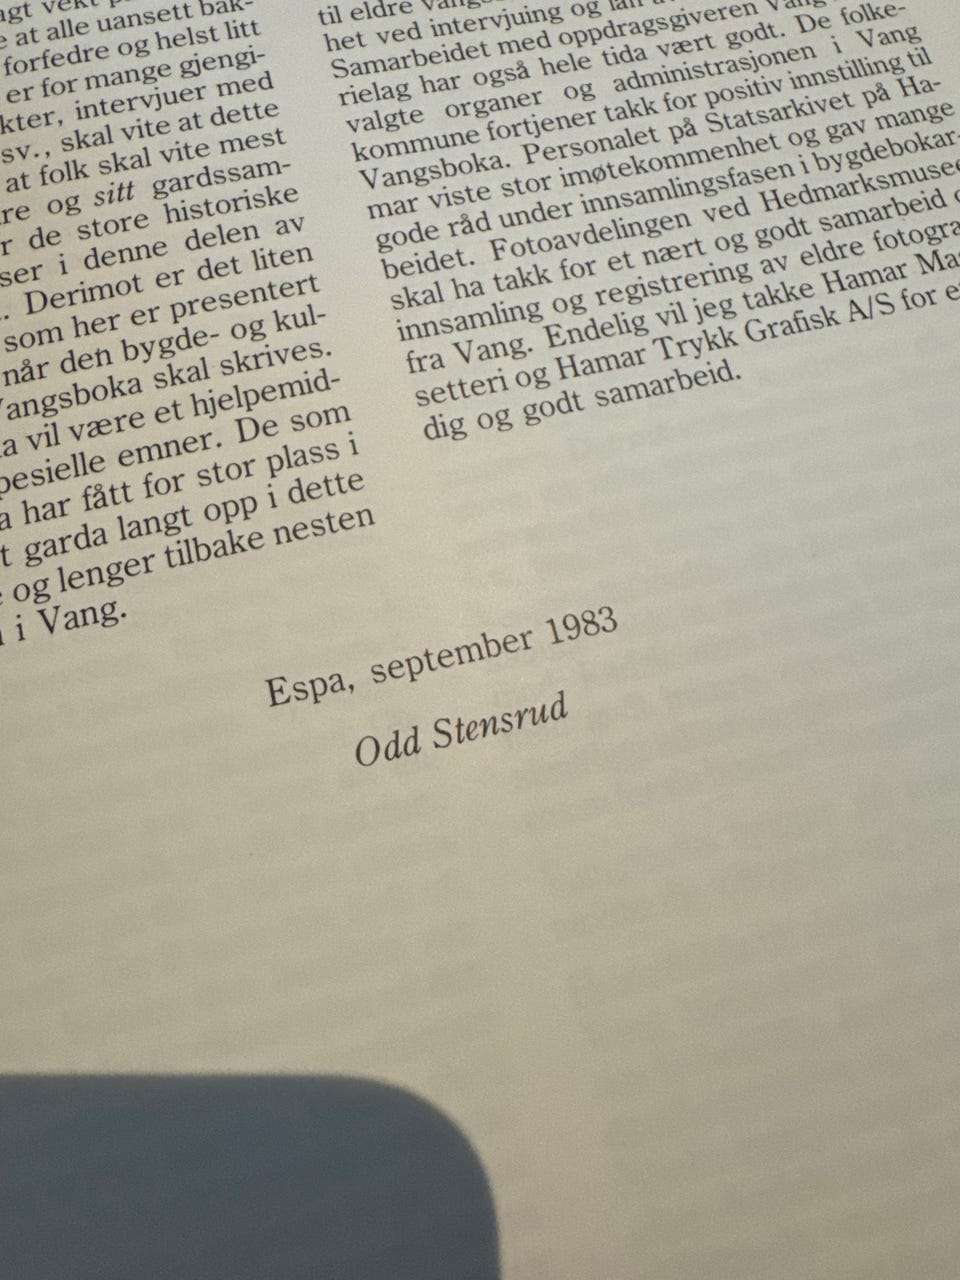 e at alle uansett bak-
forfedre og helst litt
er for mange gjengi-
kter, intervjuer med
sv., skal vite at dette
at folk skal vite mest
re og sitt gardssam-
r de store historiske
ser i denne delen av
. Derimot er det liten
som her er presentert
når den bygde- og kul-
Vangsboka skal skrives.
a vil være et hjelpemid-
pesielle emner. De som
a har fått for stor plass i
t garda langt opp i dette
og lenger tilbake nesten
i Vang.
til eldre
het ved intervjuing og
Samarbeidet med oppdragsgiveren
rielag har også hele tida vært godt. De folke-
valgte organer og administrasjonen i Vang
kommune fortjener takk for positiv innstilling til
Vangsboka. Personalet på Statsarkivet på Ha-
mar viste stor imøtekommenhet og gav mange
gode råd under innsamlingsfasen i bygdebokar-
beidet. Fotoavdelingen ved Hedmarksmusee
skal ha takk for et nært og godt samarbeid
innsamling og registrering av eldre fotogra
fra Vang. Endelig vil jeg takke Hamar Ma
setteri og Hamar Trykk Grafisk A/S for e
dig og godt samarbeid.
Espa, september 1983
Odd Stensrud